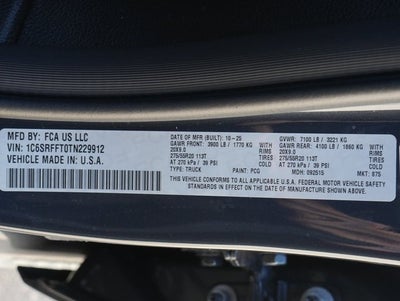 MFD BY: FCA US LLC
VIN: 1C6SRFFT0TN229912
VEHICLE MADE IN: U.S.A.
DATE OF MFR (BUILT): 10-25
GAWR FRONT: 3900 LB / 1770 KG
20X9.0
275/55R20 113T
AT 270 kPa / 39 PSI
TYPE: TRUCK PAINT: PCG
GVWR: 7100 LB / 3221 KG
GAWR REAR: 4100 LB / 1860 KG
20X9.0
275/55R20 113T
AT 270 kPa / 39 PSI
MDH: 092515 MKT: 875
THIS VEHICLE CONFORMS TO ALL APPLICABLE
U.S.A. FEDERAL MOTOR VEHICLE SAFETY
STANDARDS IN EFFECT ON THE DATE OF
MANUFACTURE SHOWN ABOVE.